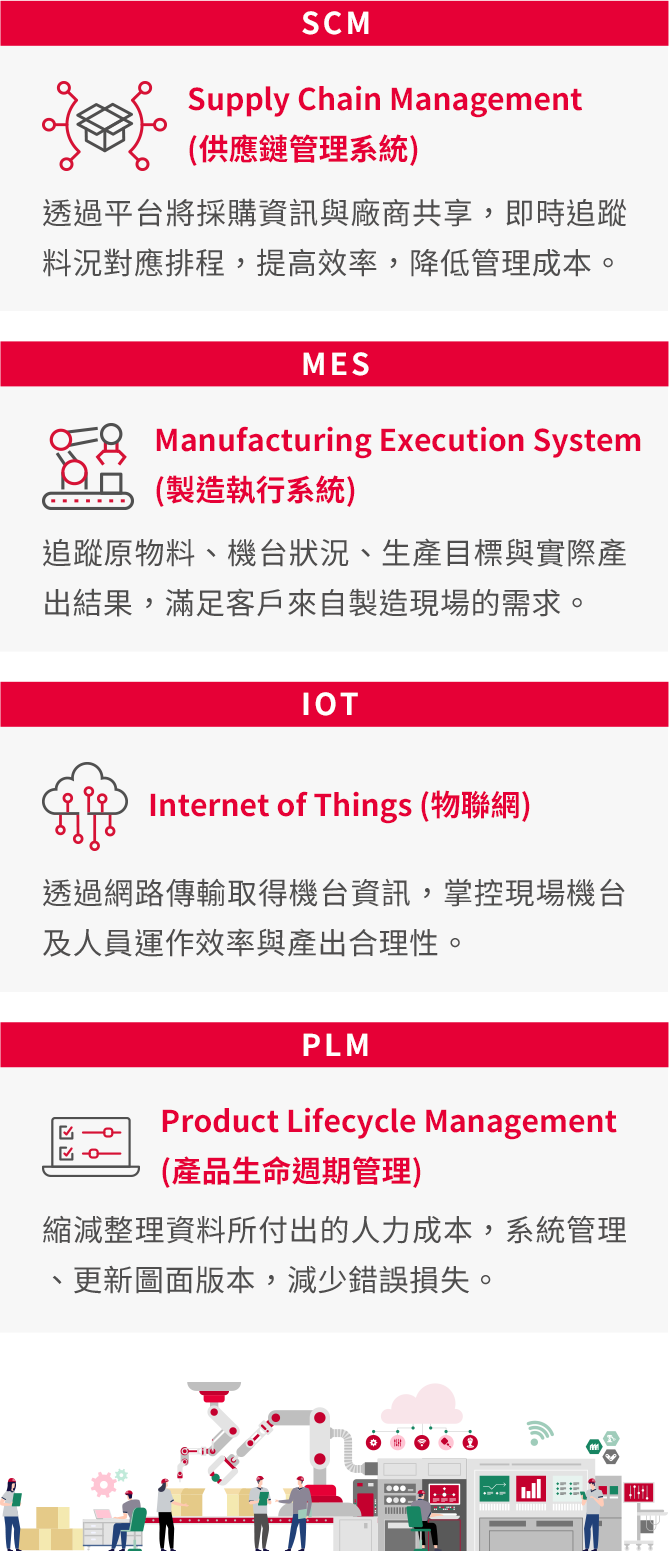 SCM
Supply Chain Management
(供應鏈管理系統)
透過平台將採購資訊與廠商共享，即時追蹤
料況對應排程，提高效率，降低管理成本。
MES
Manufacturing Execution System
(製造執行系統)
追蹤原物料、機台狀況、生產目標與實際產
出結果，滿足客戶來自製造現場的需求。
IOT
Internet of Things (物聯網)
透過網路傳輸取得機台資訊，掌控現場機台
及人員運作效率與產出合理性。
PLM
Product Lifecycle Management
(產品生命週期管理)
縮減整理資料所付出的人力成本，系統管理
、更新圖面版本，減少錯誤損失。